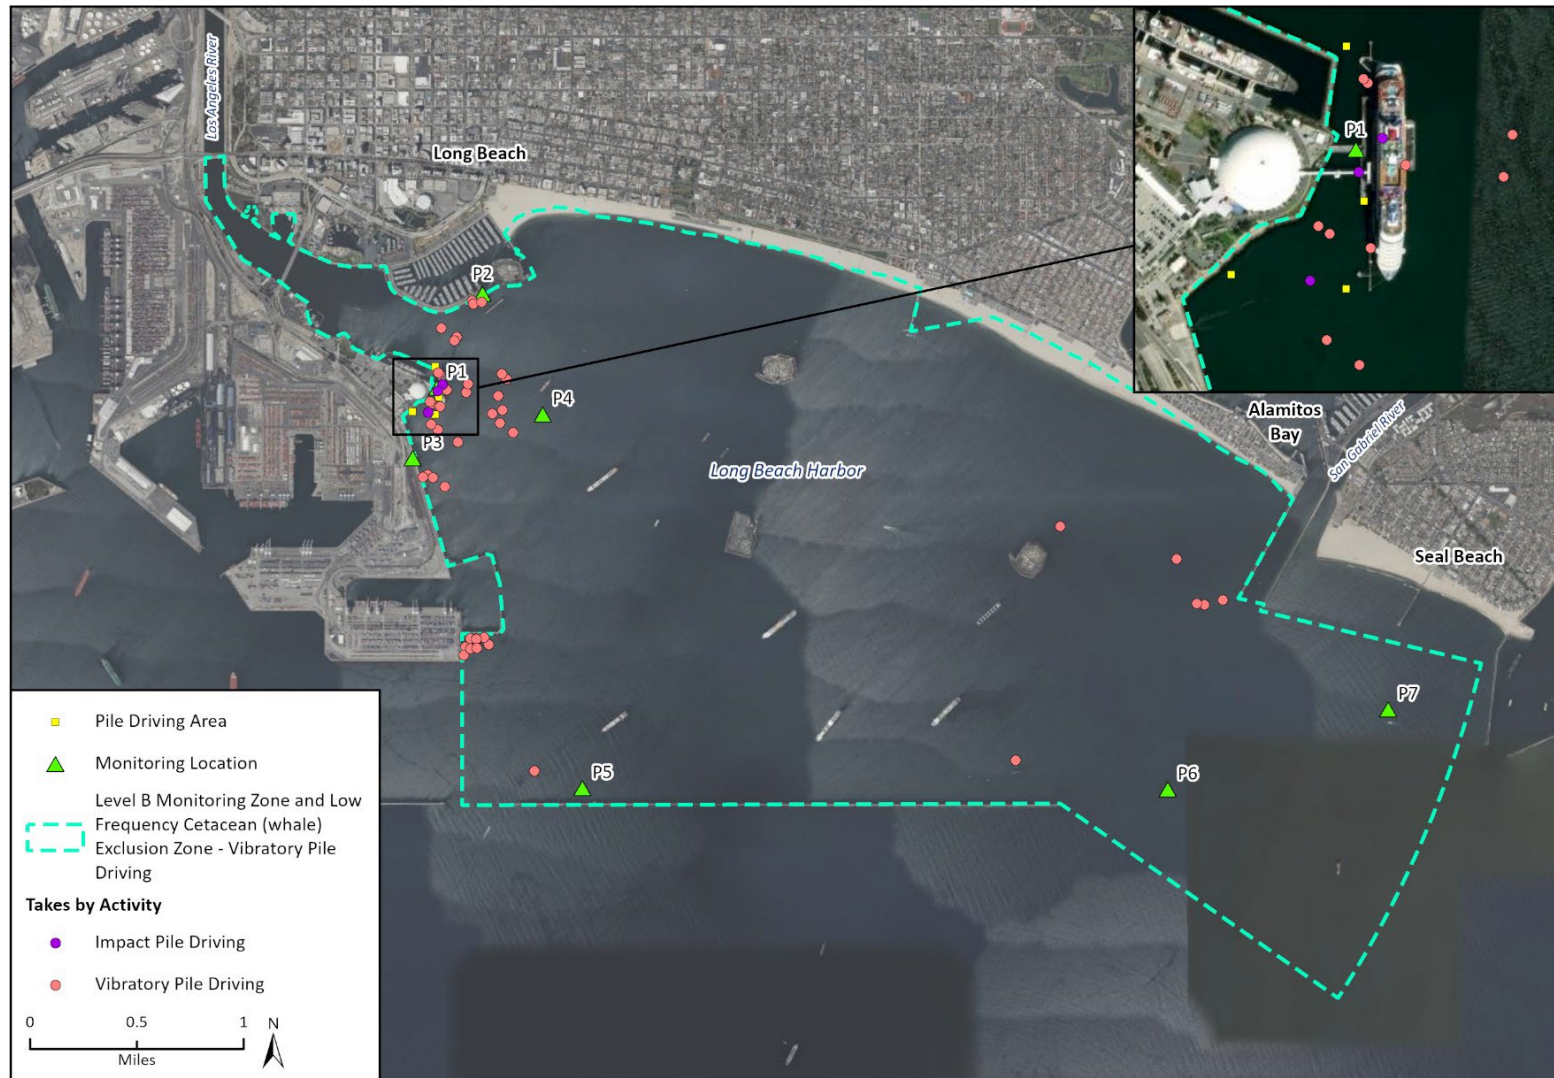 Los Angeles River
Long Beach
P1
P2
P1
P4
P3
Alamitos
Bay
San Gabriel River
Long Beach Harbor
Seal Beach
P7
P5
P6
Pile Driving Area
Monitoring Location
Level B Monitoring Zone and Low
Frequency Cetacean (whale)
Exclusion Zone - Vibratory Pile
Driving
Takes by Activity
Impact Pile Driving
Vibratory Pile Driving
0 0.5 1
Miles
N